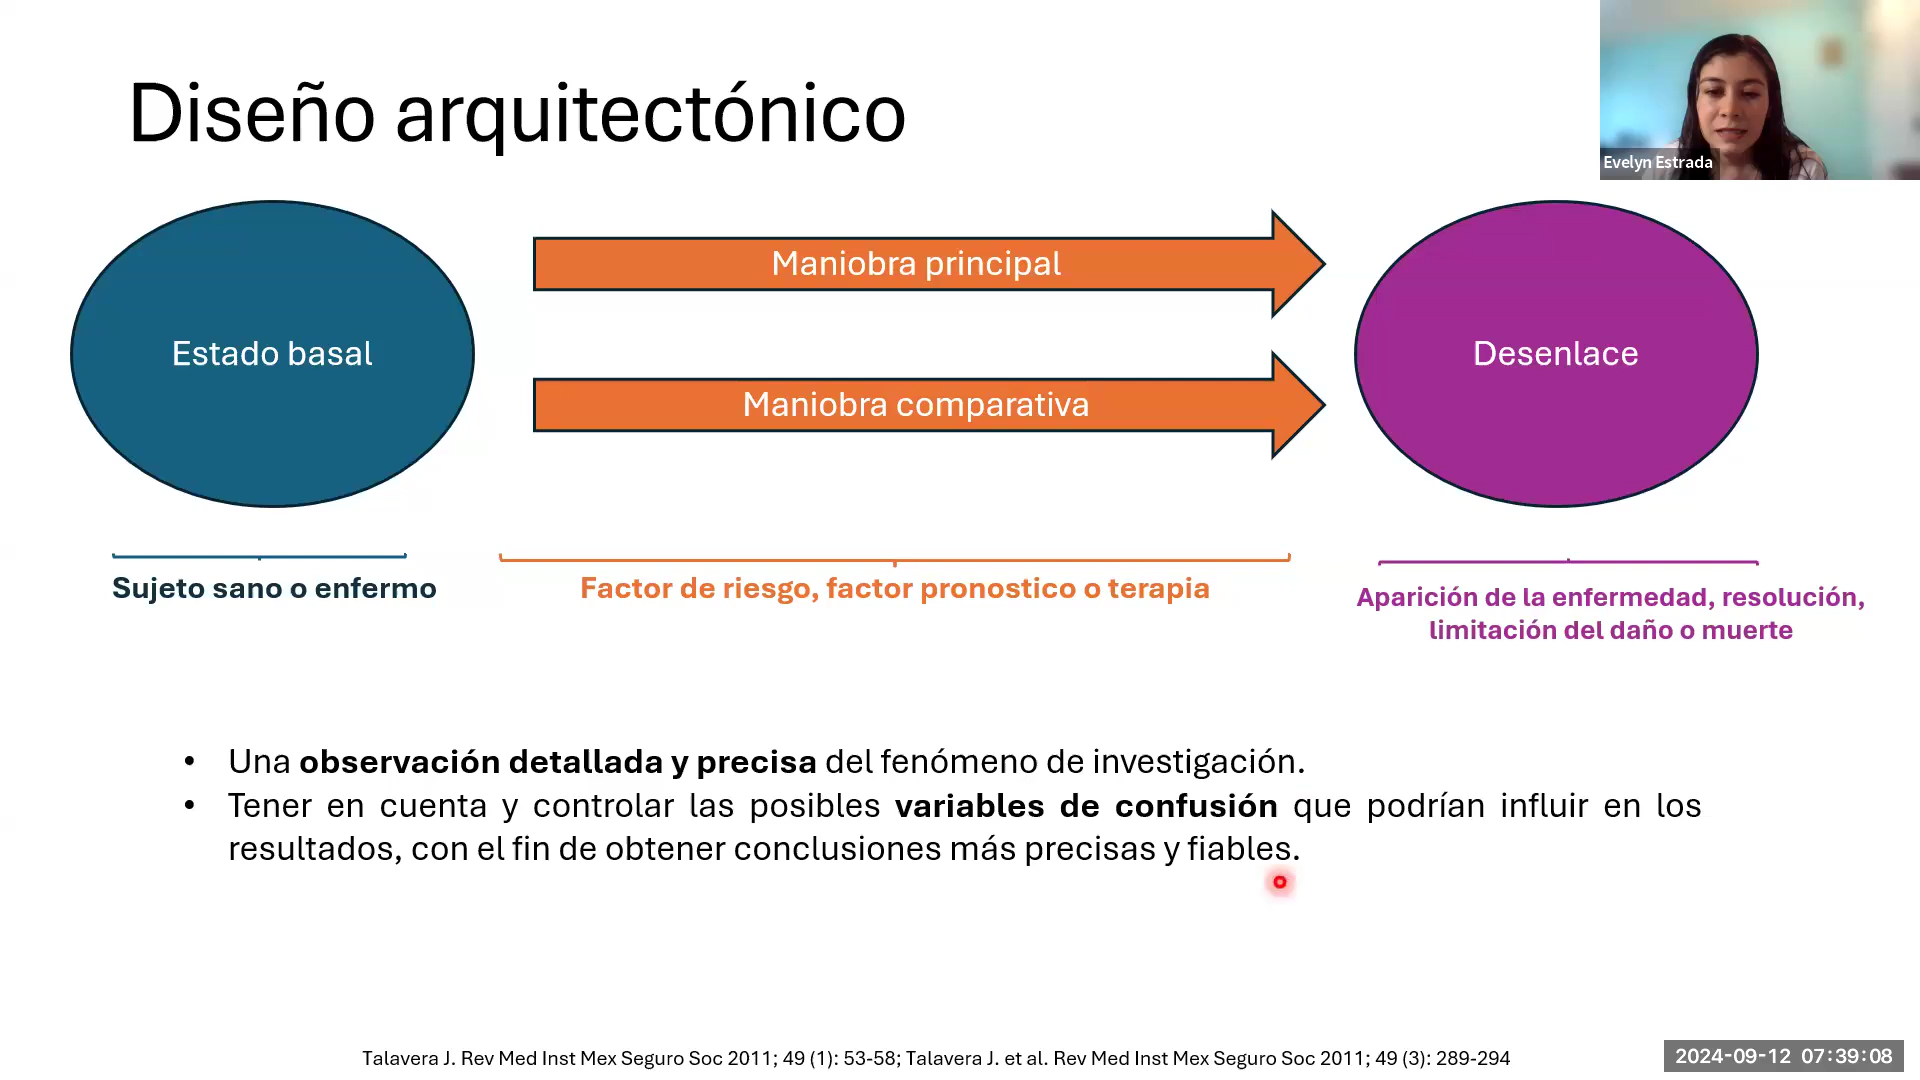 Diseño arquitectónico
Evelyn Estrada
Estado basal
Maniobra principal
Maniobra comparativa
Desenlace
Sujeto sano o enfermo
Factor de riesgo, factor pronostico o terapia
Aparición de la enfermedad, resolución,
limitación del daño o muerte
• Una observación detallada y precisa del fenómeno de investigación.
• Tener en cuenta y controlar las posibles variables de confusión que podrían influir en los
resultados, con el fin de obtener conclusiones más precisas y fiables.
Talavera J. Rev Med Inst Mex Seguro Soc 2011; 49 (1): 53-58; Talavera J. et al. Rev Med Inst Mex Seguro Soc 2011; 49 (3): 289-294
2024-09-12 07:39:08